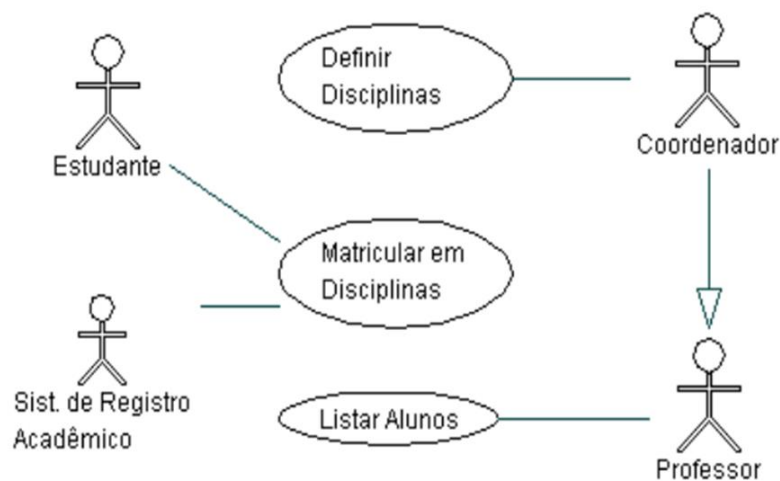 Definir
Disciplinas
Coordenador
Estudante
Matricular em
Disciplinas
Sist. de Registro
Acadêmico
Listar Alunos
Professor